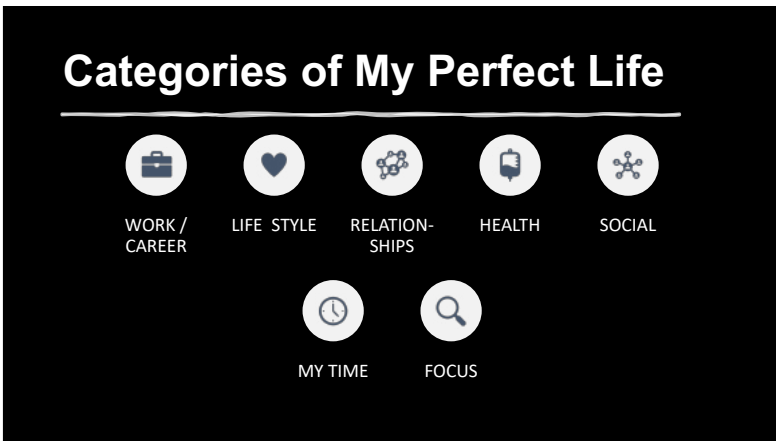 Categories of My Perfect Life
WORK /
CAREER
LIFE STYLE
RELATION-
SHIPS
HEALTH
SOCIAL
MY TIME
FOCUS